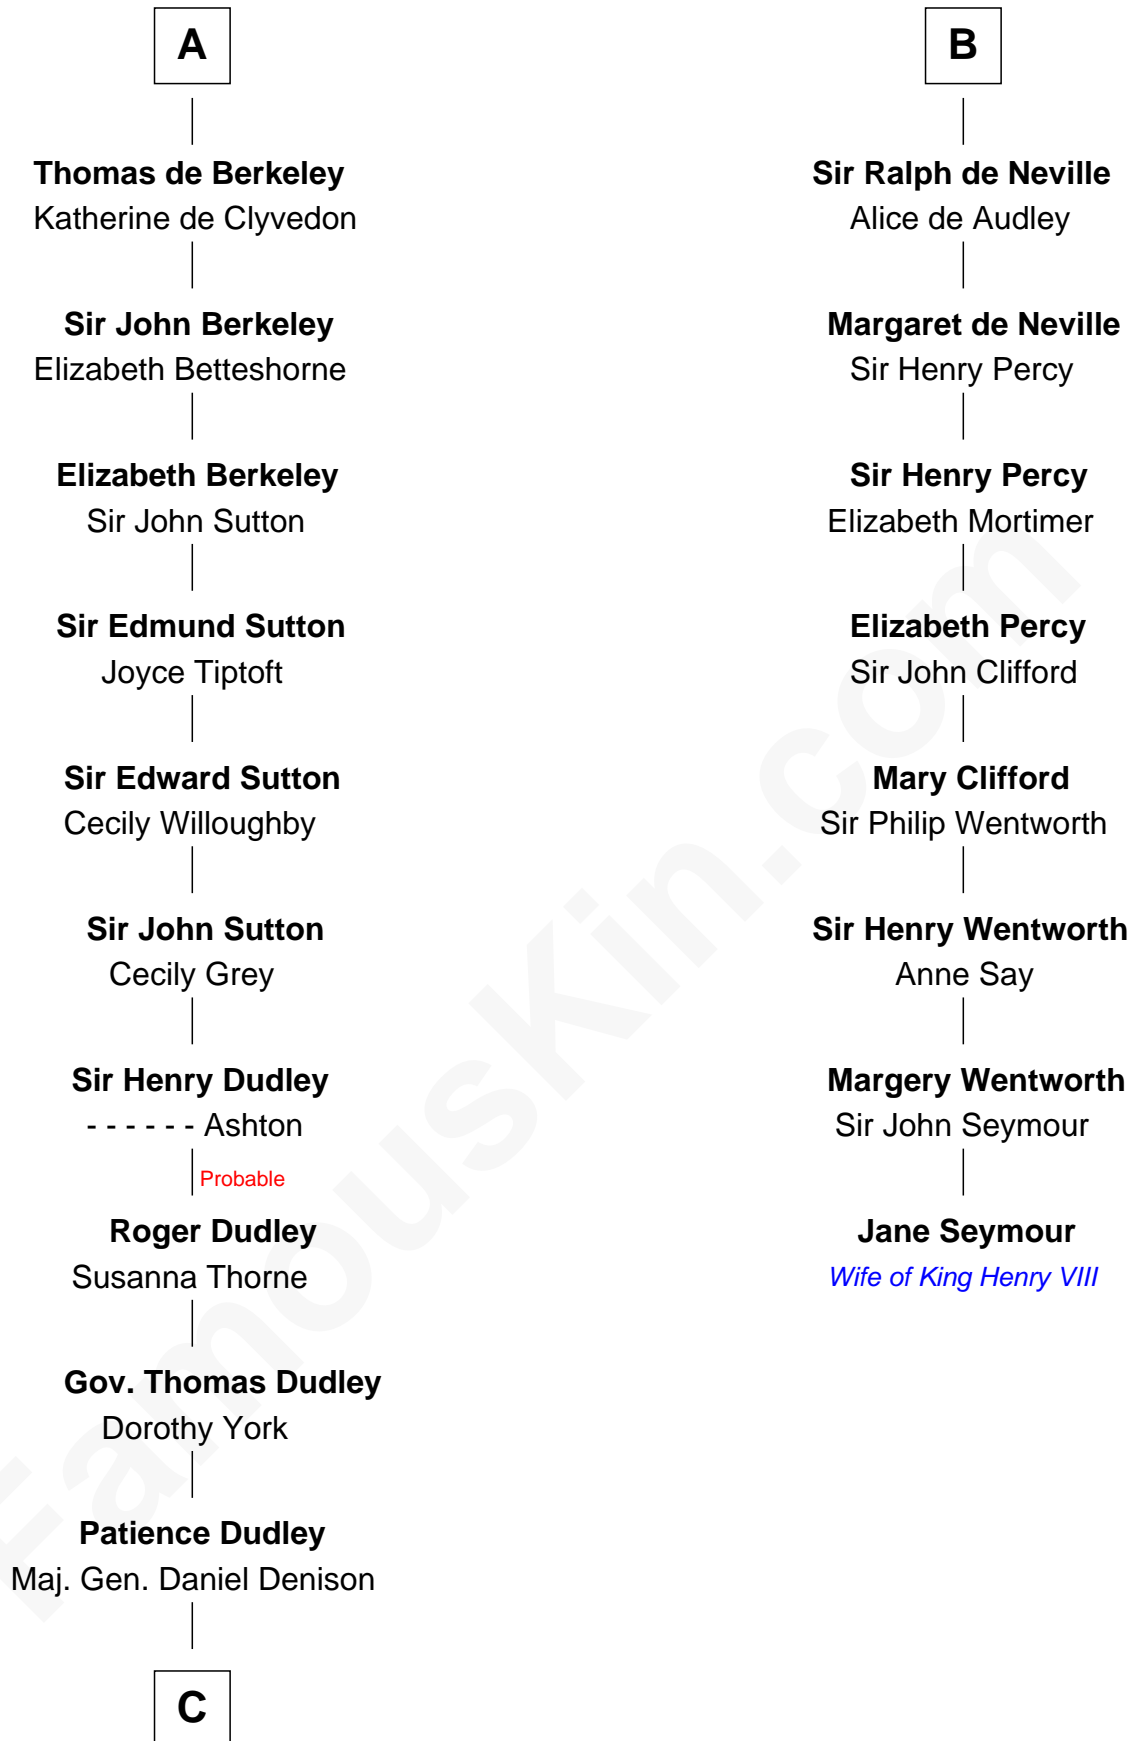 A
Thomas de Berkeley
Katherine de Clyvedon
Sir John Berkeley
Elizabeth Betteshorne
Elizabeth Berkeley
Sir John Sutton
Sir Edmund Sutton
Joyce Tiptoft
Sir Edward Sutton
Cecily Willoughby
Sir John Sutton
Cecily Grey
Sir Henry Dudley
- - - - - - Ashton
Probable
Roger Dudley
Susanna Thorne
Gov. Thomas Dudley
Dorothy York
Patience Dudley
Maj. Gen. Daniel Denison
C
B
Sir Ralph de Neville
Alice de Audley
Margaret de Neville
Sir Henry Percy
Sir Henry Percy
Elizabeth Mortimer
Elizabeth Percy
Sir John Clifford
Mary Clifford
Sir Philip Wentworth
Sir Henry Wentworth
Anne Say
Margery Wentworth
Sir John Seymour
Jane Seymour
Wife of King Henry VIII
FamousKin.com